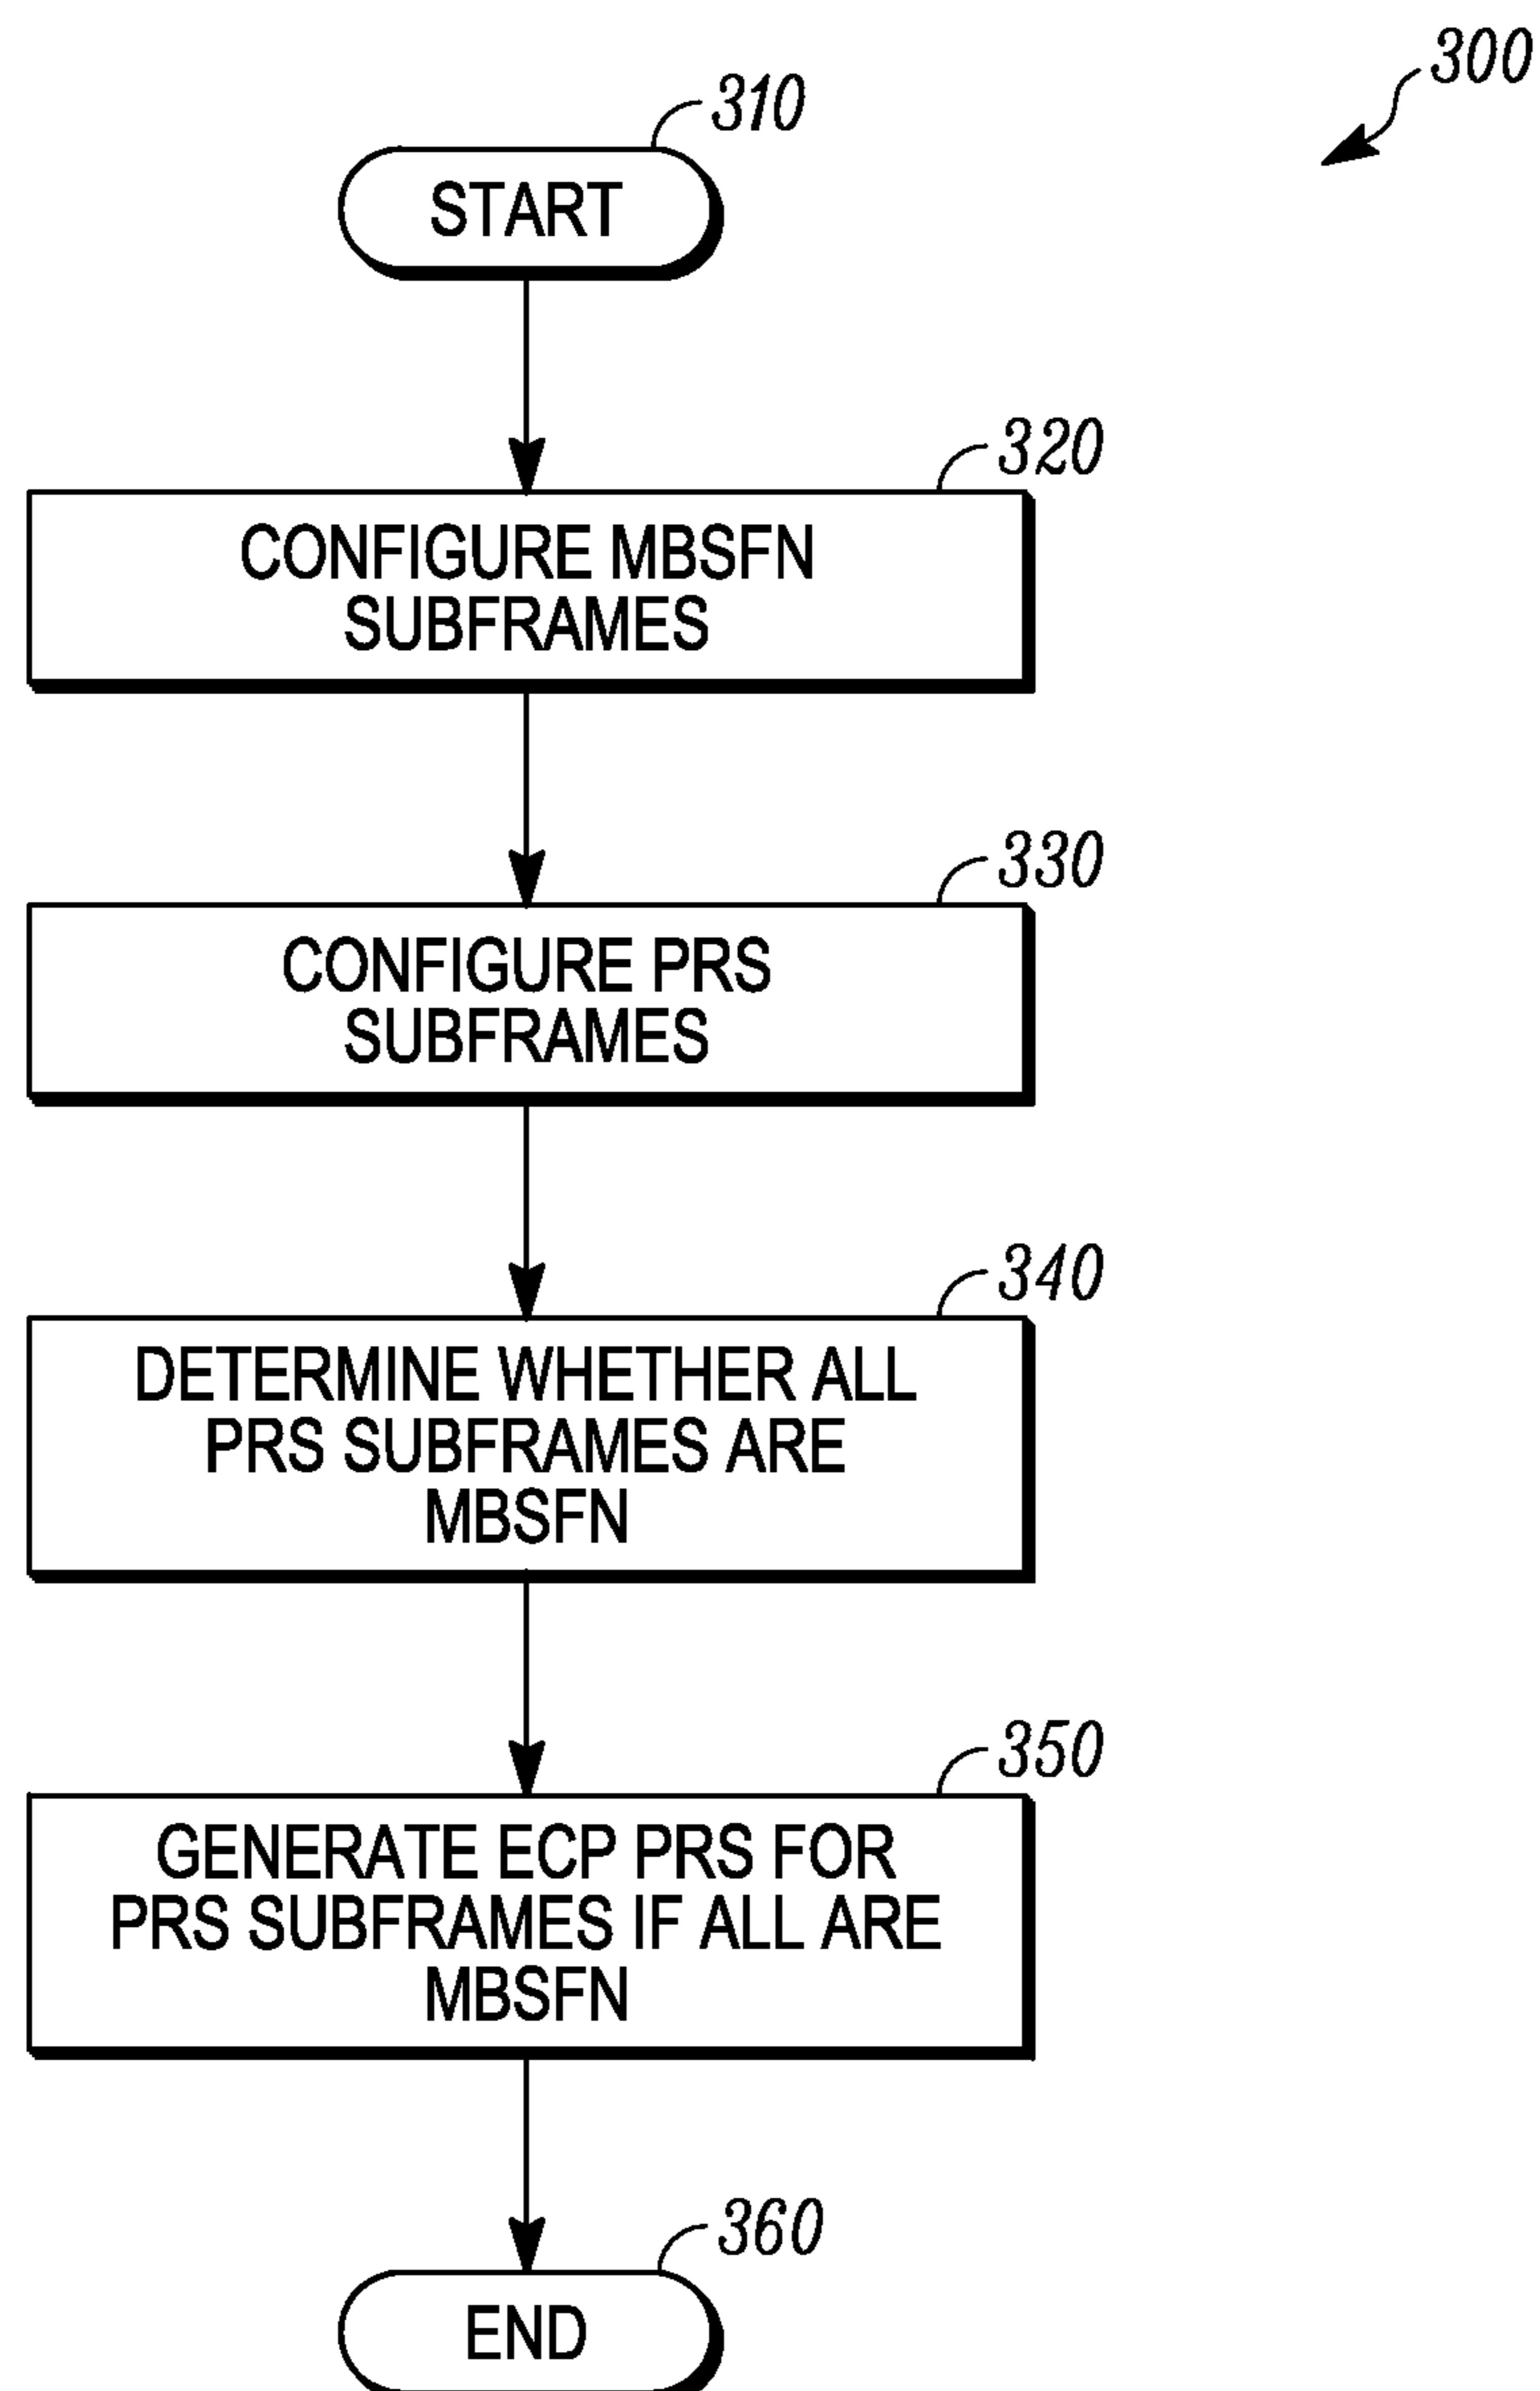 300
310
START
320
CONFIGURE MBSFN
SUBFRAMES
330
CONFIGURE PRS
SUBFRAMES
340
DETERMINE WHETHER ALL
PRS SUBFRAMES ARE
MBSFN
350
GENERATE ECP PRS FOR
PRS SUBFRAMES IF ALL ARE
MBSFN
360
END